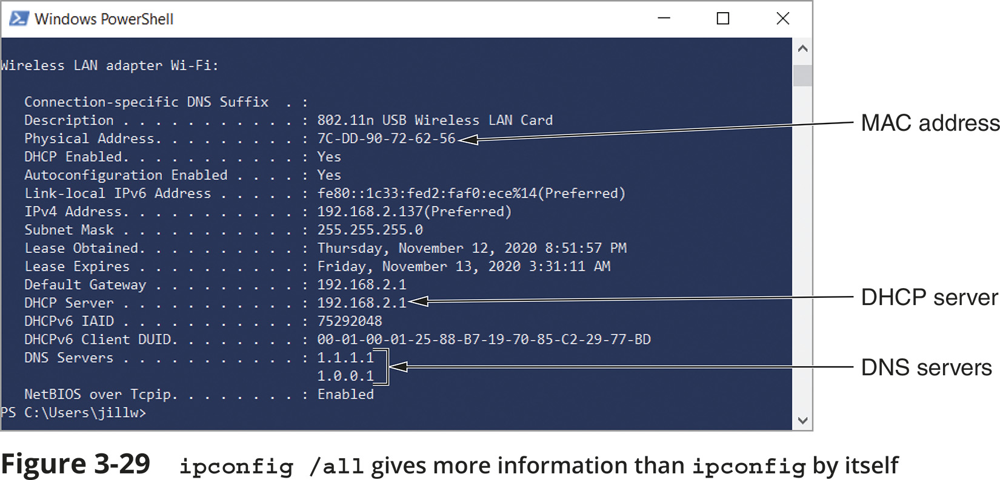 Windows PowerShell
Wireless LAN adapter Wi-Fi:
Connection-specific DNS Suffix  . :
Description . . . . . . . . . . . : 802.11n USB Wireless LAN Card
Physical Address. . . . . . . . . : 7C-DD-90-72-62-56
MAC address
DHCP Enabled. . . . . . . . . . . : Yes
Autoconfiguration Enabled . . . . : Yes
Link-local IPv6 Address . . . . . : fe80::1c33:fed2:faf0:ece%14(Preferred)
IPv4 Address. . . . . . . . . . . : 192.168.2.137(Preferred)
Subnet Mask . . . . . . . . . . . : 255.255.255.0
Lease Obtained. . . . . . . . . . : Thursday, November 12, 2020 8:51:57 PM
Lease Expires . . . . . . . . . . : Friday, November 13, 2020 3:31:11 AM
Default Gateway . . . . . . . . . : 192.168.2.1
DHCP Server . . . . . . . . . . . : 192.168.2.1
DHCP server
DHCPv6 IAID . . . . . . . . . . . : 75292048
DHCPv6 Client DUID. . . . . . . . : 00-01-00-01-25-88-B7-19-70-85-C2-29-77-BD
DNS Servers . . . . . . . . . . . : 1.1.1.1
DNS servers
1.0.0.1
NetBIOS over Tcpip. . . . . . . . : Enabled
PS C:\Users\jillw>
Figure 3-29 ipconfig /all gives more information than ipconfig by itself